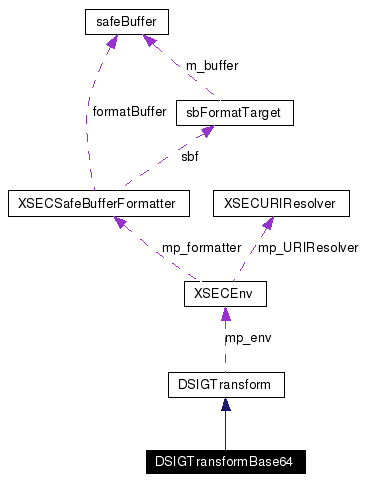 safeBuffer
m_buffer
formatBuffer
sbFormatTarget
sbf
XSECSafeBufferFormatter
XSECURIResolver
mp_formatter
mp_URIResolver
XSECEnv
mp_env
DSIGTransform
DSIGTransformBase64